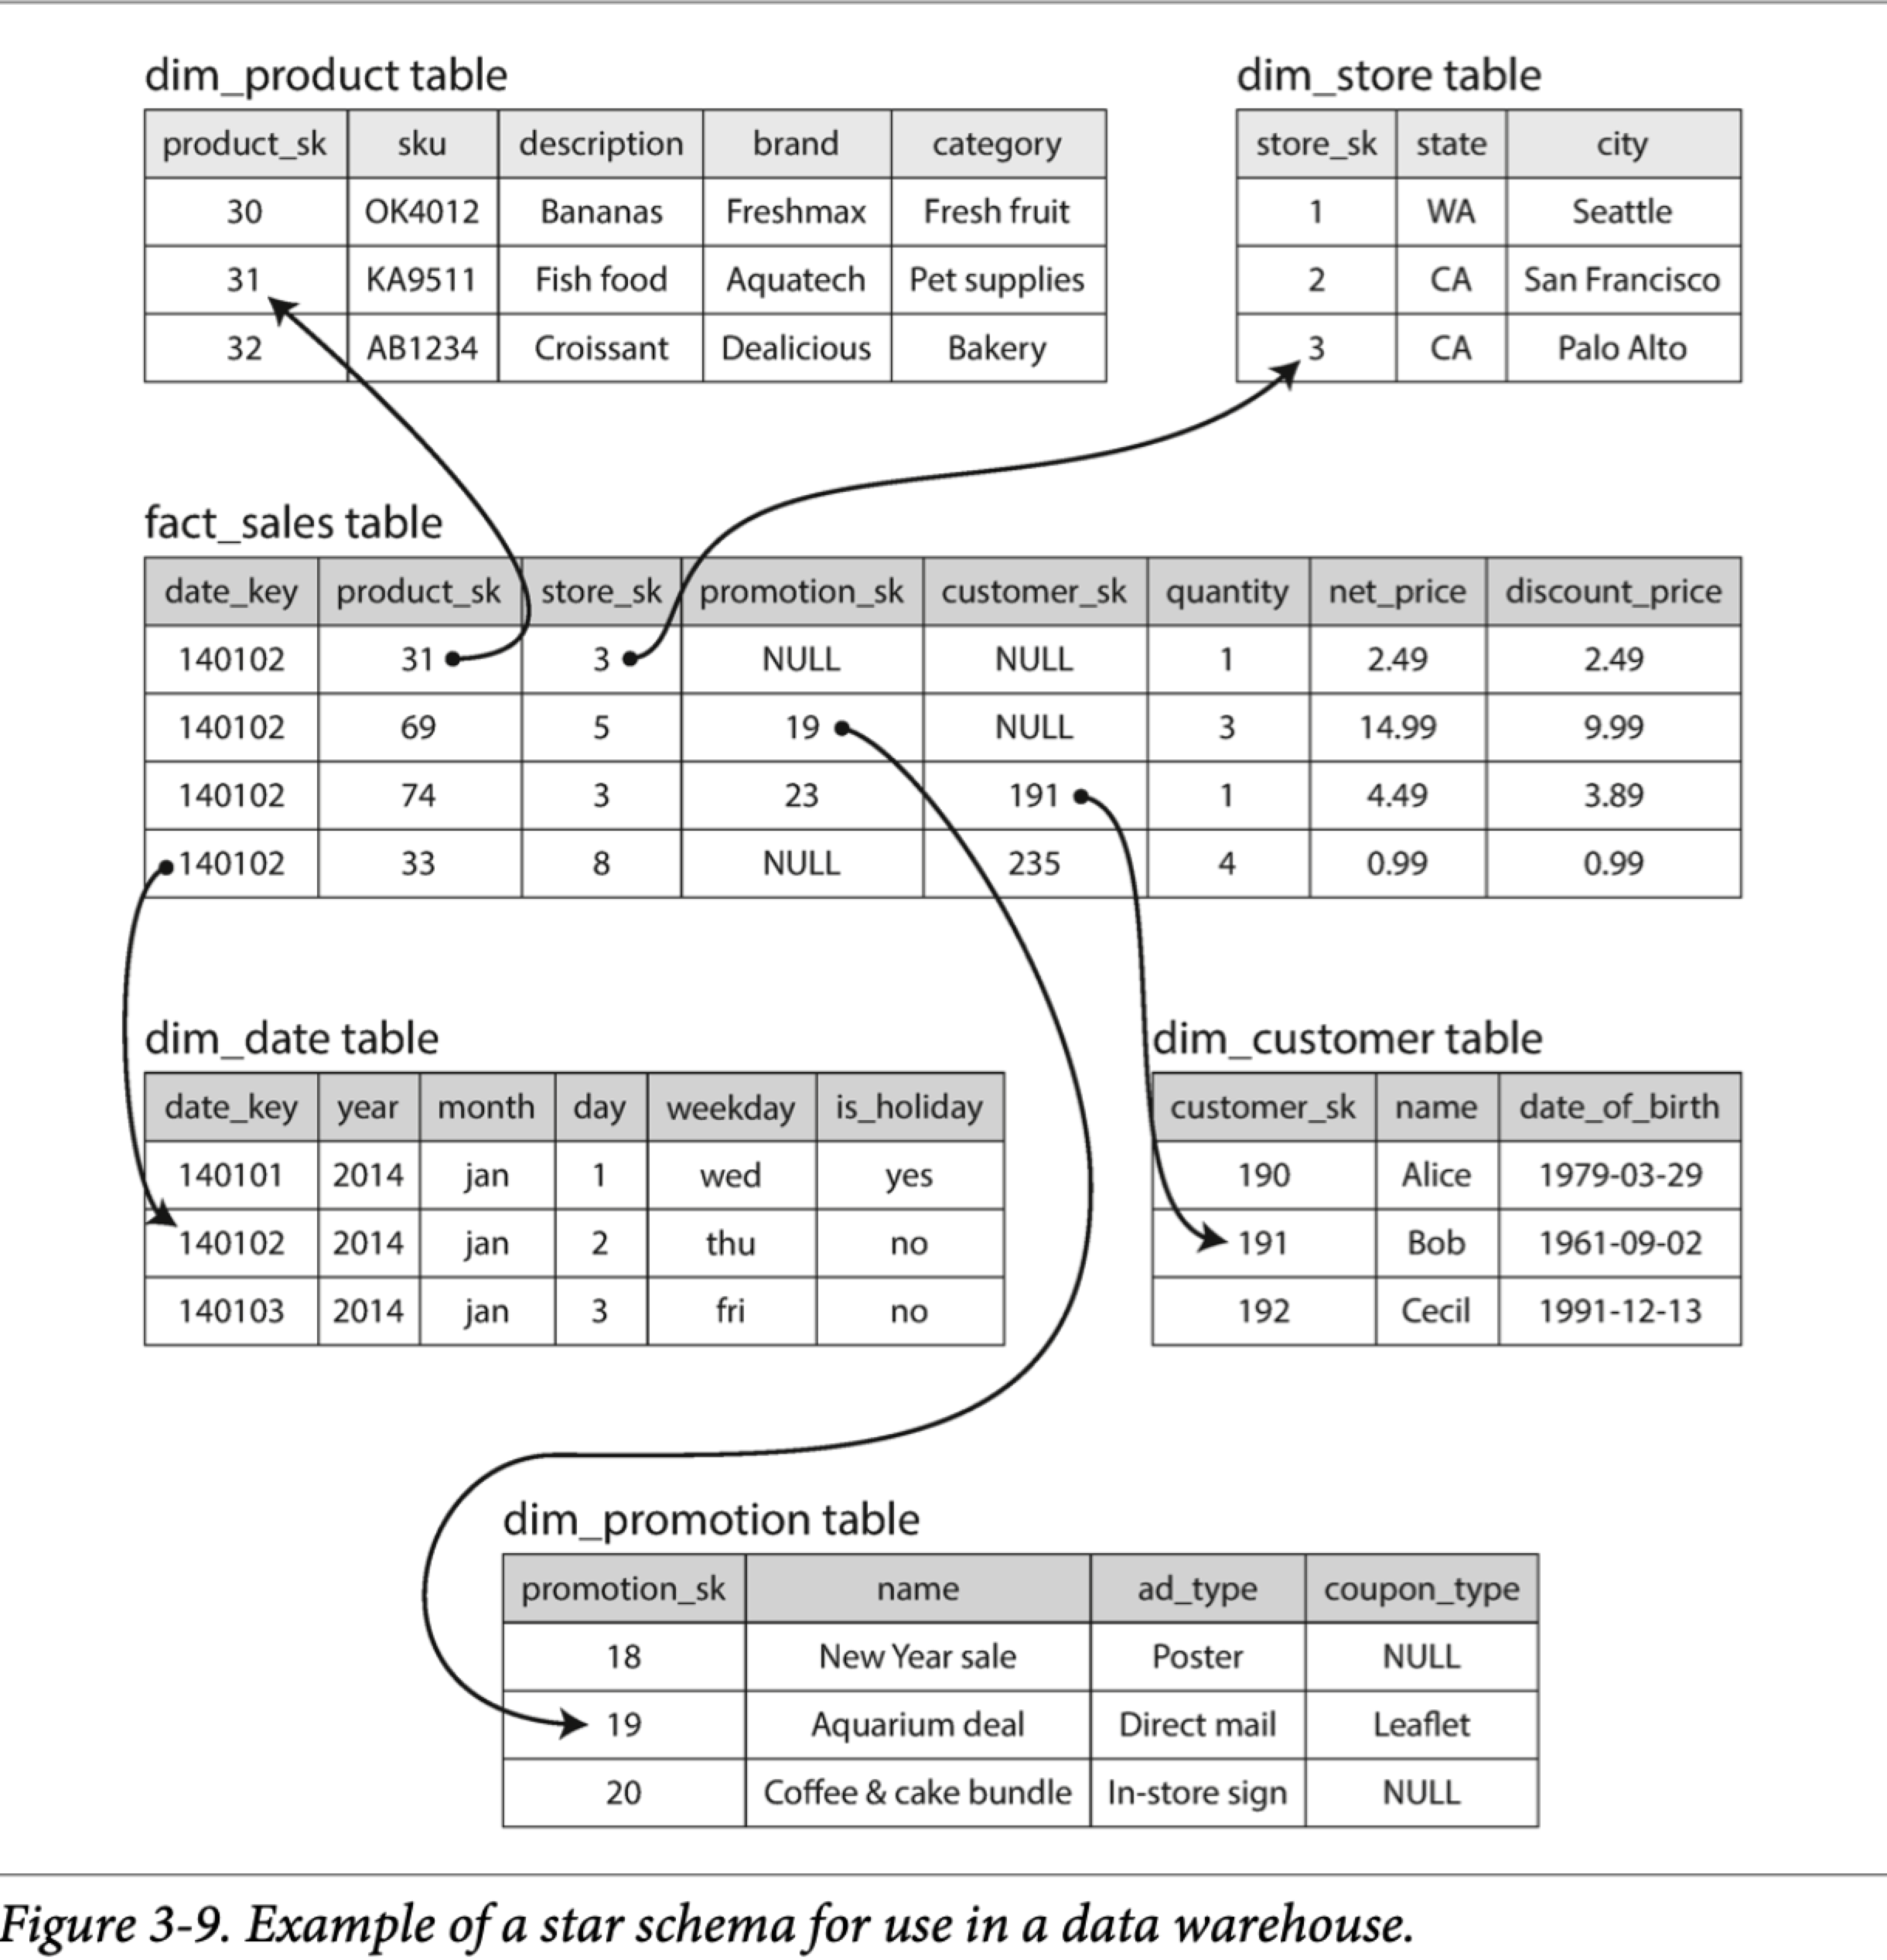 dim_product table
product_sk sku description brand category
30 OK4012 Bananas Freshmax Fresh fruit
31 KA9511 Fish food Aquatech Pet supplies
32 AB1234 Croissant Dealicious Bakery
dim_store table
store_sk state city
1 WA Seattle
2 CA San Francisco
3 CA Palo Alto
fact_sales table
date_key product_sk store_sk promotion_sk customer_sk quantity net_price discount_price
140102 31 3 NULL NULL 1 2.49 2.49
140102 69 5 19 NULL 3 14.99 9.99
140102 74 3 23 191 1 4.49 3.89
140102 33 8 NULL 235 4 0.99 0.99
dim_date table
date_key year month day weekday is_holiday
140101 2014 jan 1 wed yes
140102 2014 jan 2 thu no
140103 2014 jan 3 fri no
dim_customer table
customer_sk name date_of_birth
190 Alice 1979-03-29
191 Bob 1961-09-02
192 Cecil 1991-12-13
dim_promotion table
promotion_sk name ad_type coupon_type
18 New Year sale Poster NULL
19 Aquarium deal Direct mail Leaflet
20 Coffee & cake bundle In-store sign NULL
Figure 3-9. Example of a star schema for use in a data warehouse.